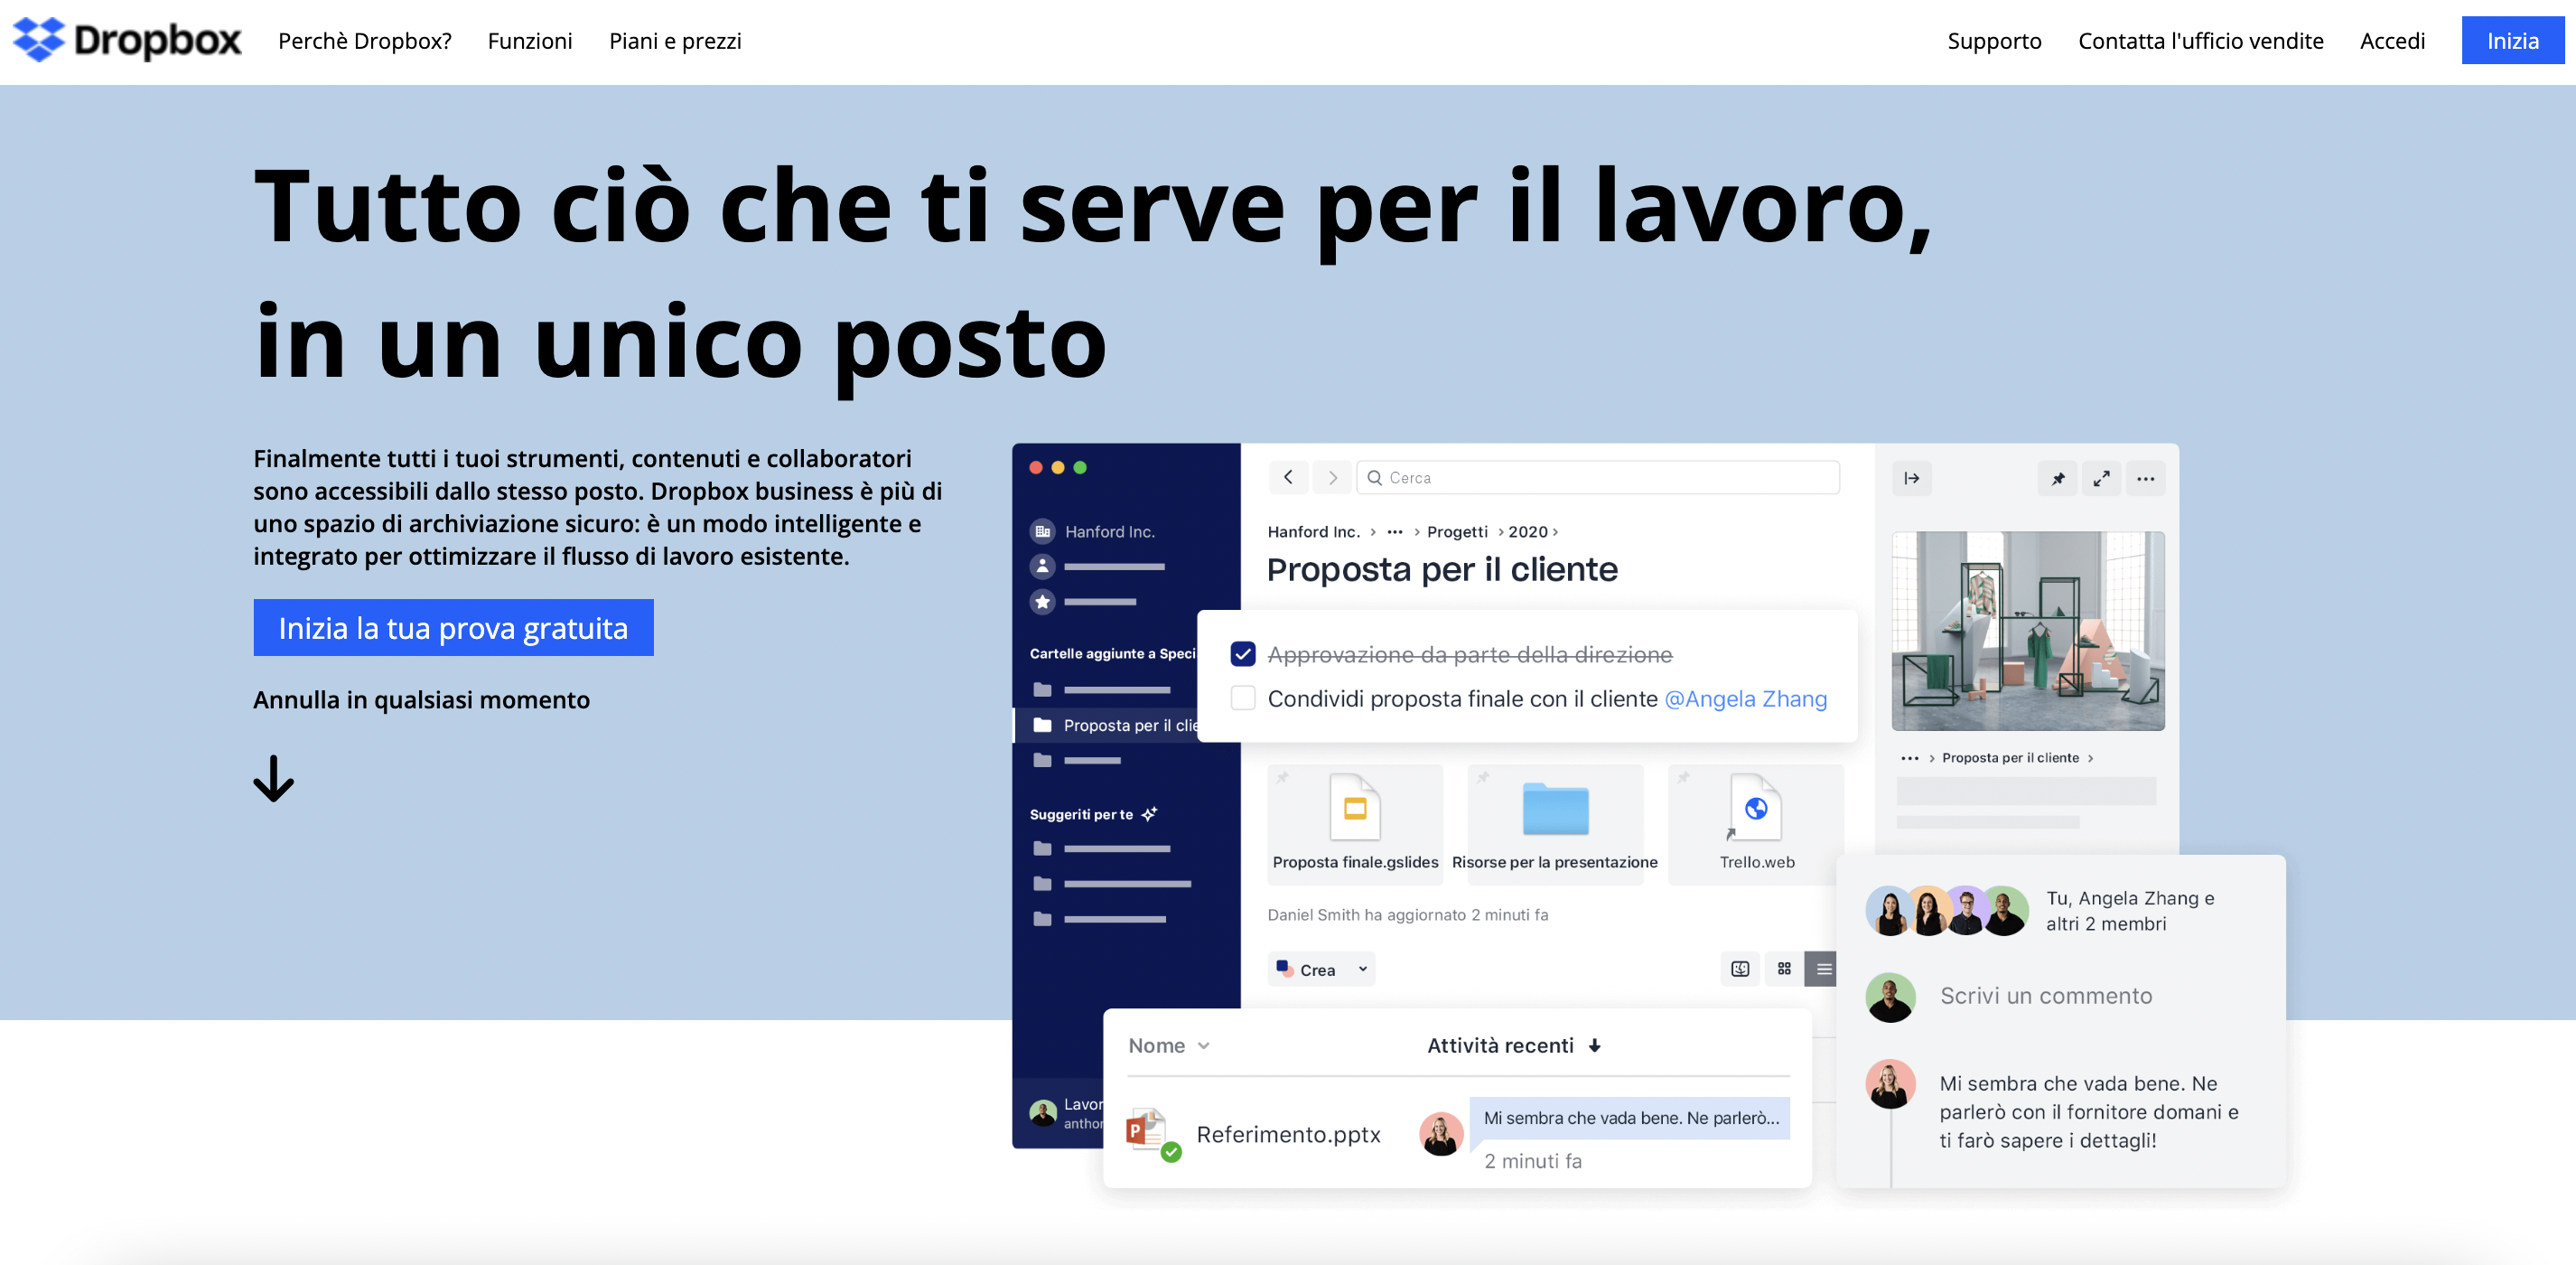 Dropbox
Perchè Dropbox?
Funzioni
Piani e prezzi
Supporto
Contatta l'ufficio vendite
Accedi
Inizia
Tutto ciò che ti serve per il lavoro,
in un unico posto
Finalmente tutti i tuoi strumenti, contenuti e collaboratori
sono accessibili dallo stesso posto. Dropbox business è più di
uno spazio di archiviazione sicuro: è un modo intelligente e
integrato per ottimizzare il flusso di lavoro esistente.
Inizia la tua prova gratuita
Annulla in qualsiasi momento
Hanford Inc.
Cartelle aggiunte a Speci
Proposta per il clie
Suggeriti per te
Lavor
anthor
Cerca
Hanford Inc. > ... > Progetti > 2020 >
Proposta per il cliente
Approvazione da parte della direzione
Condividi proposta finale con il cliente @Angela Zhang
Proposta finale.gslides
Risorse per la presentazione
Trello.web
Daniel Smith ha aggiornato 2 minuti fa
Crea
Nome
Attività recenti
P
Referimento.pptx
Mi sembra che vada bene. Ne parlerò...
2 minuti fa
... > Proposta per il cliente >
Tu, Angela Zhang e
altri 2 membri
Scrivi un commento
Mi sembra che vada bene. Ne
parlerò con il fornitore domani e
ti farò sapere i dettagli!